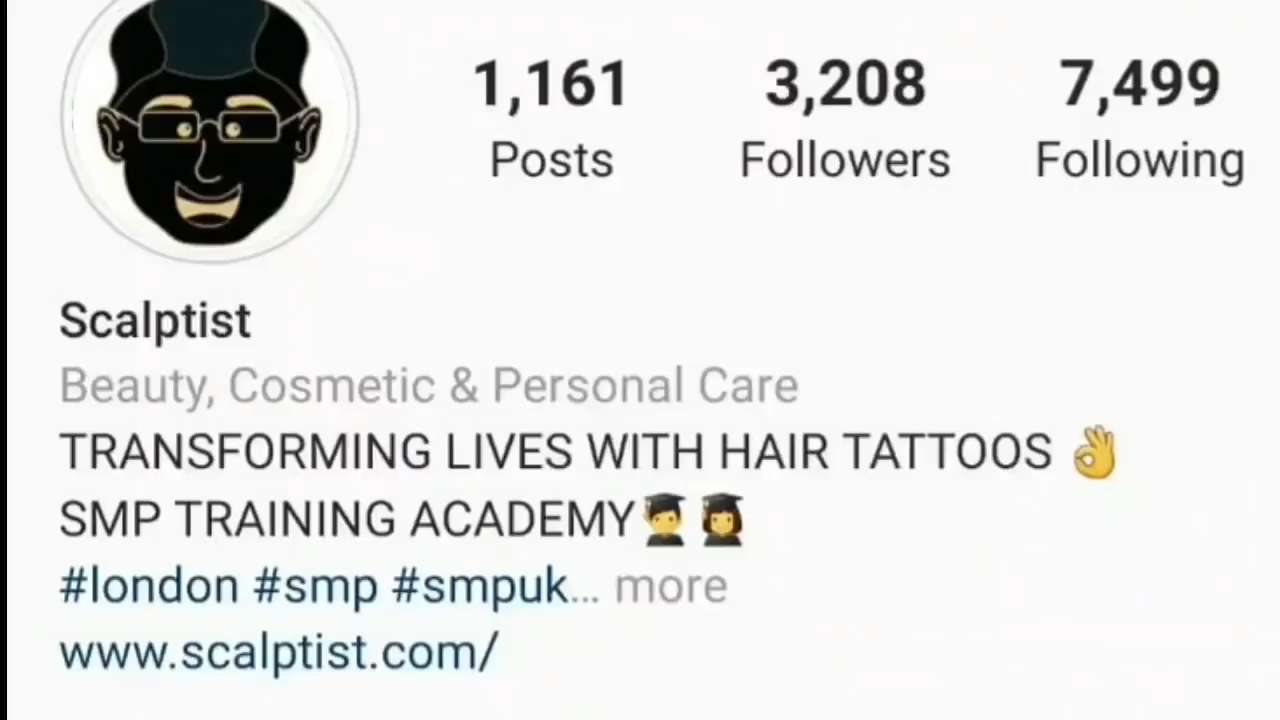 1,161 3,208 7,499
Posts Followers Following
Scalptist
Beauty, Cosmetic & Personal Care
TRANSFORMING LIVES WITH HAIR TATTOOS 👌
SMP TRAINING ACADEMY👨‍🎓👩‍🎓
#london #smp #smpuk... more
www.scalptist.com/